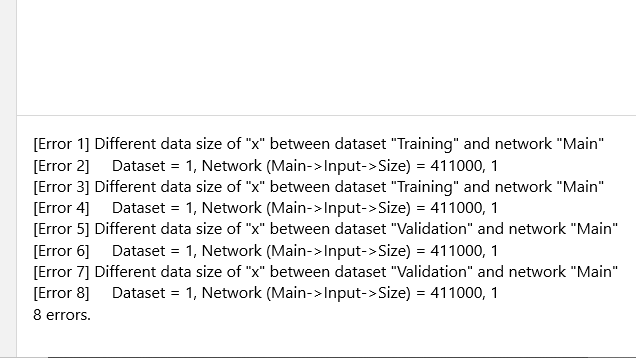 [Error 1] Different data size of "x" between dataset "Training" and network "Main"
[Error 2] Dataset = 1, Network (Main->Input->Size) = 411000, 1
[Error 3] Different data size of "x" between dataset "Training" and network "Main"
[Error 4] Dataset = 1, Network (Main->Input->Size) = 411000, 1
[Error 5] Different data size of "x" between dataset "Validation" and network "Main"
[Error 6] Dataset = 1, Network (Main->Input->Size) = 411000, 1
[Error 7] Different data size of "x" between dataset "Validation" and network "Main"
[Error 8] Dataset = 1, Network (Main->Input->Size) = 411000, 1
8 errors.